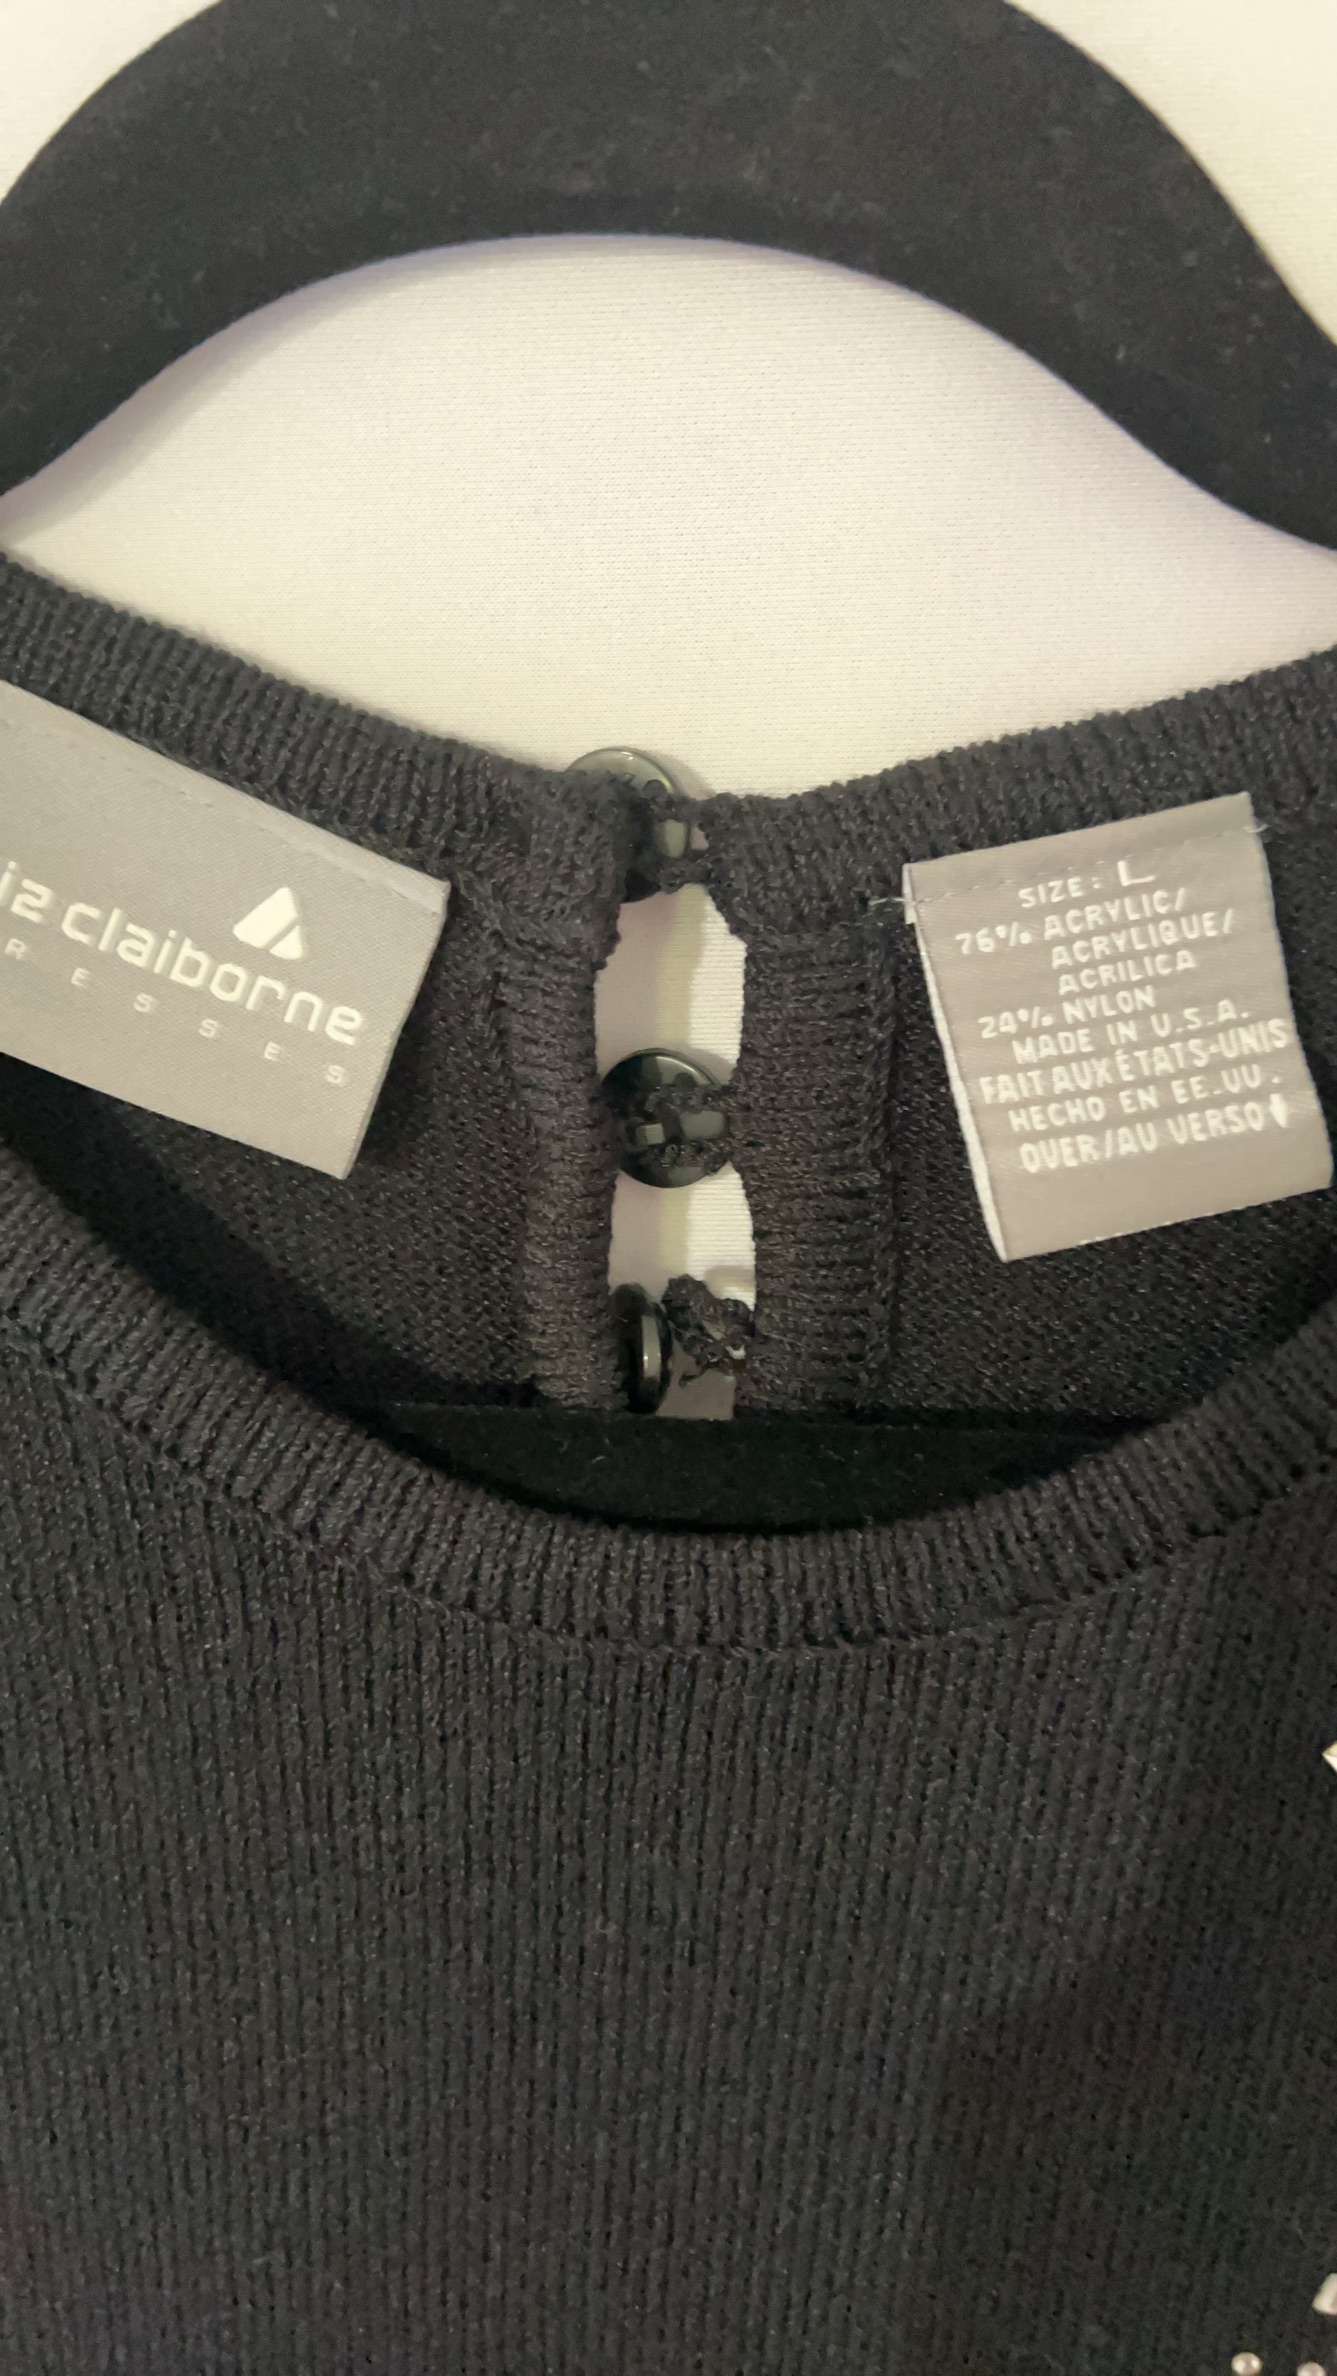 iz claiborne
R E S S E S
SIZE: L
76% ACRYLIC/
ACRYLIQUE/
ACRILICA
24% NYLON
MADE IN U.S.A.
FAIT AUX ÉTATS-UNIS
HECHO EN EE.UU.
OVER/AU VERSO